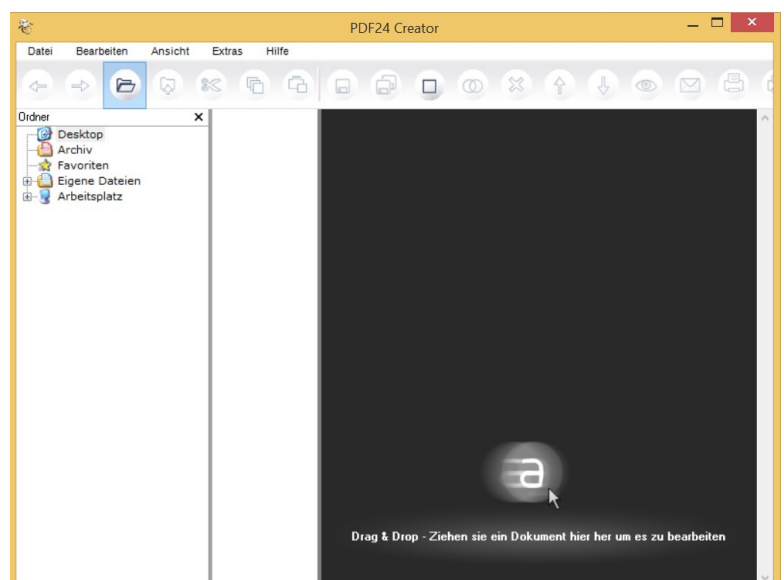 PDF24 Creator
Datei Bearbeiten Ansicht Extras Hilfe
Ordner
Desktop
Archiv
Favoriten
Eigene Dateien
Arbeitsplatz
a
Drag & Drop - Ziehen sie ein Dokument hier her um es zu bearbeiten